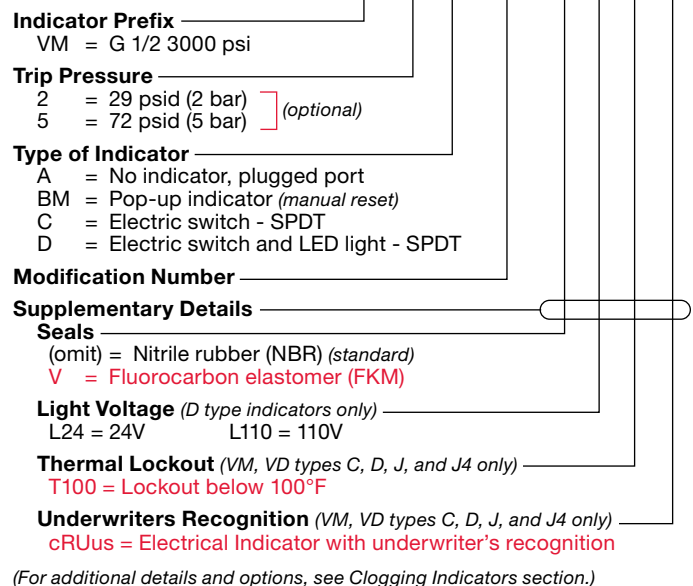 Indicator Prefix
VM = G 1/2 3000 psi
Trip Pressure
2 = 29 psid (2 bar)
5 = 72 psid (5 bar)
(optional)
Type of Indicator
A = No indicator, plugged port
BM = Pop-up indicator (manual reset)
C = Electric switch - SPDT
D = Electric switch and LED light - SPDT
Modification Number
Supplementary Details
Seals
(omit) = Nitrile rubber (NBR) (standard)
V = Fluorocarbon elastomer (FKM)
Light Voltage (D type indicators only)
L24 = 24V L110 = 110V
Thermal Lockout (VM, VD types C, D, J, and J4 only)
T100 = Lockout below 100°F
Underwriters Recognition (VM, VD types C, D, J, and J4 only)
cRUus = Electrical Indicator with underwriter's recognition
(For additional details and options, see Clogging Indicators section.)